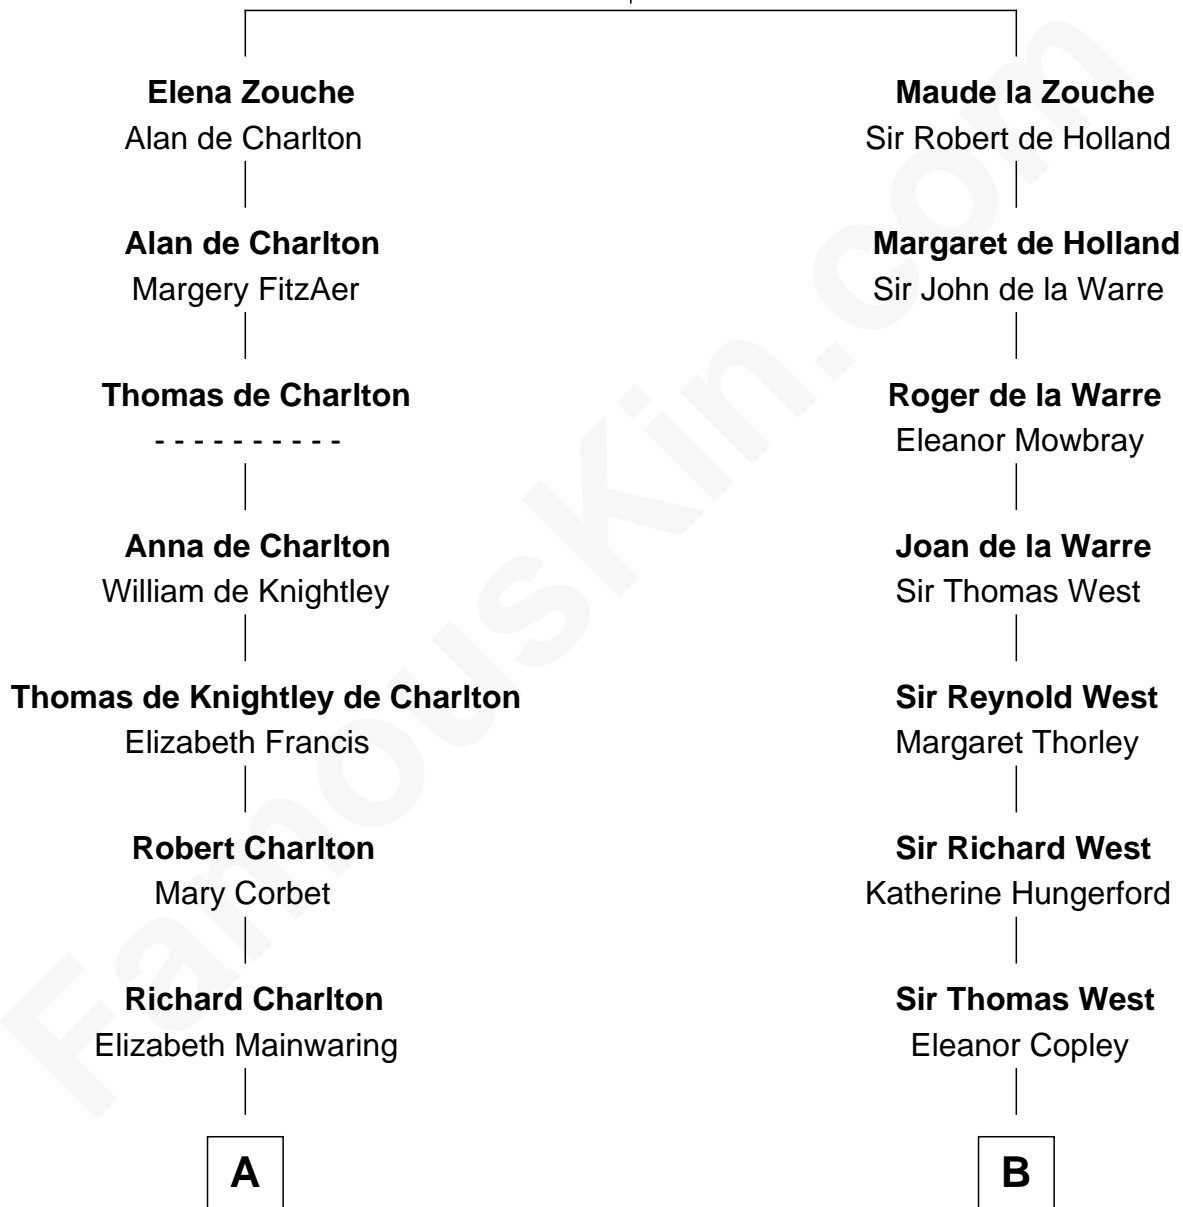 Elena Zouche
Alan de Charlton
Alan de Charlton
Margery FitzAer
Thomas de Charlton
- - - - - - - - - -
Anna de Charlton
William de Knightley
Thomas de Knightley de Charlton
Elizabeth Francis
Robert Charlton
Mary Corbet
Richard Charlton
Elizabeth Mainwaring
A
Maude la Zouche
Sir Robert de Holland
Margaret de Holland
Sir John de la Warre
Roger de la Warre
Eleanor Mowbray
Joan de la Warre
Sir Thomas West
Sir Reynold West
Margaret Thorley
Sir Richard West
Katherine Hungerford
Sir Thomas West
Eleanor Copley
B
FamousKin.com